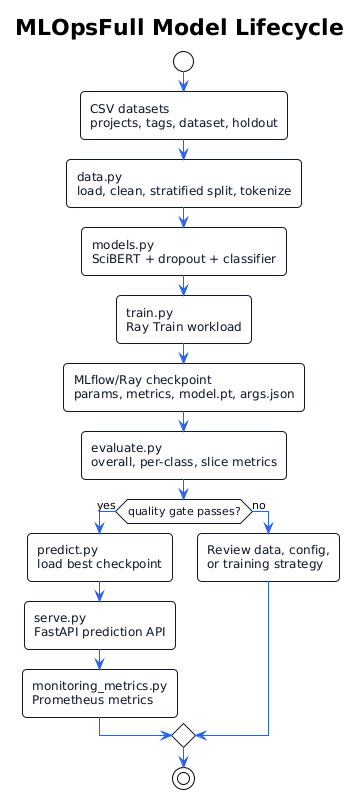 MLOpsFull Model Lifecycle
CSV datasets
projects, tags, dataset, holdout
data.py
load, clean, stratified split, tokenize
models.py
SciBERT + dropout + classifier
train.py
Ray Train workload
MLflow/Ray checkpoint
params, metrics, model.pt, args.json
evaluate.py
overall, per-class, slice metrics
yes
quality gate passes?
no
predict.py
load best checkpoint
Review data, config,
or training strategy
serve.py
FastAPI prediction API
monitoring_metrics.py
Prometheus metrics